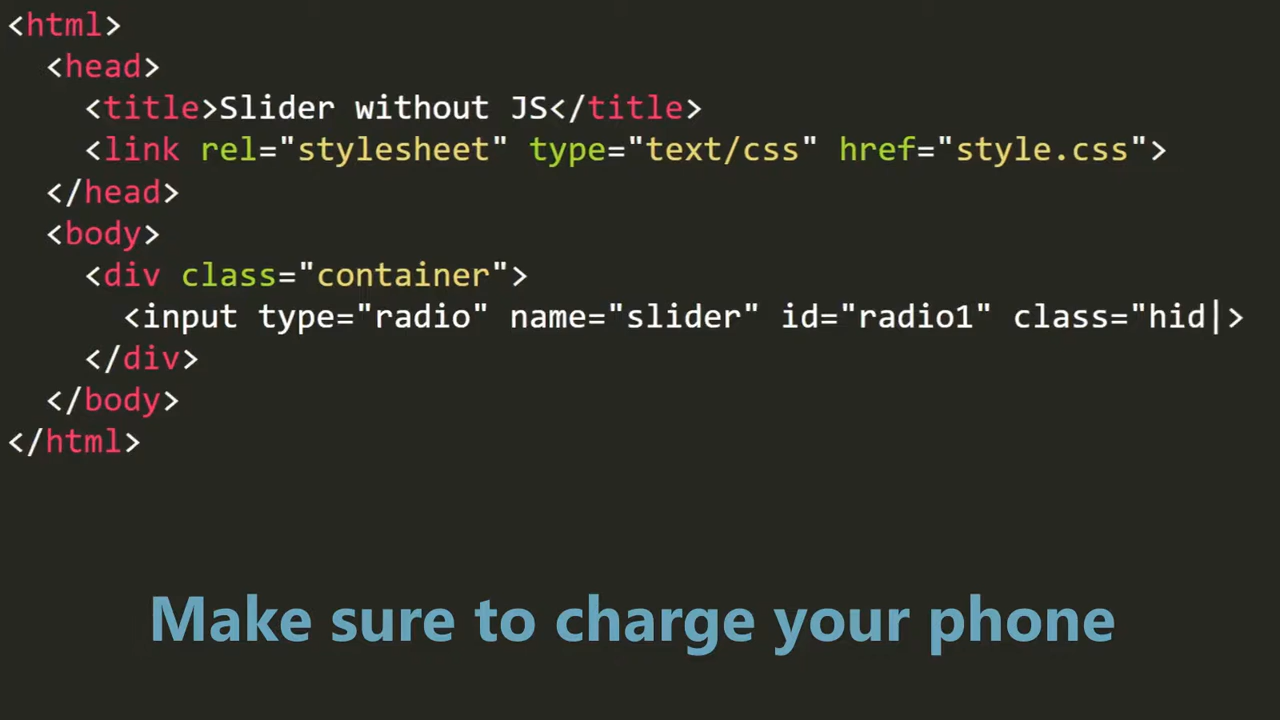 <html>
<head>
<title>Slider without JS</title>
<link rel="stylesheet" type="text/css" href="style.css">
</head>
<body>
<div class="container">
<input type="radio" name="slider" id="radio1" class="hid|>
</div>
</body>
</html>
Make sure to charge your phone